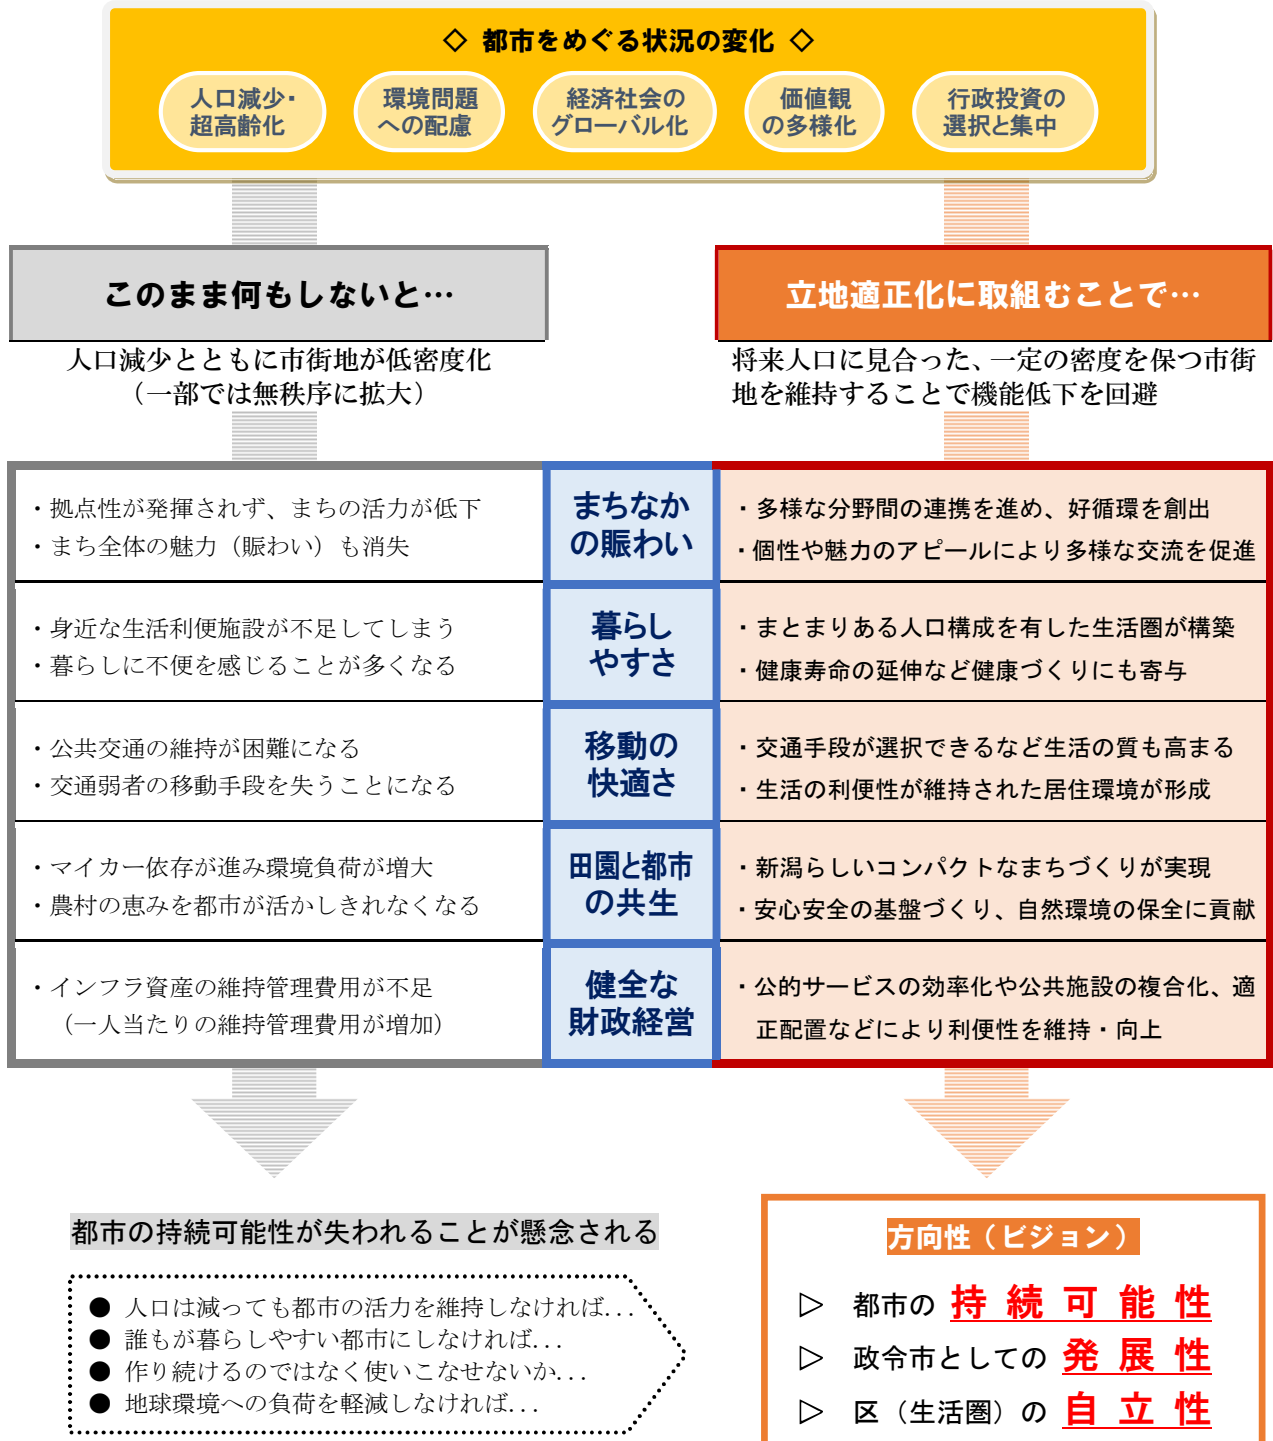 ◇ 都市をめぐる状況の変化 ◇
人口減少・
超高齢化
環境問題
への配慮
経済社会の
グローバル化
価値観
の多様化
行政投資の
選択と集中
このまま何もしないと…
人口減少とともに市街地が低密度化
（一部では無秩序に拡大）
立地適正化に取組むことで…
将来人口に見合った、一定の密度を保つ市街
地を維持することで機能低下を回避
・拠点性が発揮されず、まちの活力が低下
・まち全体の魅力（賑わい）も消失
まちなか
の賑わい
・多様な分野間の連携を進め、好循環を創出
・個性や魅力のアピールにより多様な交流を促進
・身近な生活利便施設が不足してしまう
・暮らしに不便を感じることが多くなる
暮らし
やすさ
・まとまりある人口構成を有した生活圏が構築
・健康寿命の延伸など健康づくりにも寄与
・公共交通の維持が困難になる
・交通弱者の移動手段を失うことになる
移動の
快適さ
・交通手段が選択できるなど生活の質も高まる
・生活の利便性が維持された居住環境が形成
・マイカー依存が進み環境負荷が増大
・農村の恵みを都市が活かしきれなくなる
田園と都市
の共生
・新潟らしいコンパクトなまちづくりが実現
・安心安全の基盤づくり、自然環境の保全に貢献
・インフラ資産の維持管理費用が不足
（一人当たりの維持管理費用が増加）
健全な
財政経営
・公的サービスの効率化や公共施設の複合化、適
正配置などにより利便性を維持・向上
都市の持続可能性が失われることが懸念される
● 人口は減っても都市の活力を維持しなければ...
● 誰もが暮らしやすい都市にしなければ...
● 作り続けるのではなく使いこなせないか...
● 地球環境への負荷を軽減しなければ...
方向性（ビジョン）
▷ 都市の 持続可能性
▷ 政令市としての 発展性
▷ 区（生活圏）の 自立性